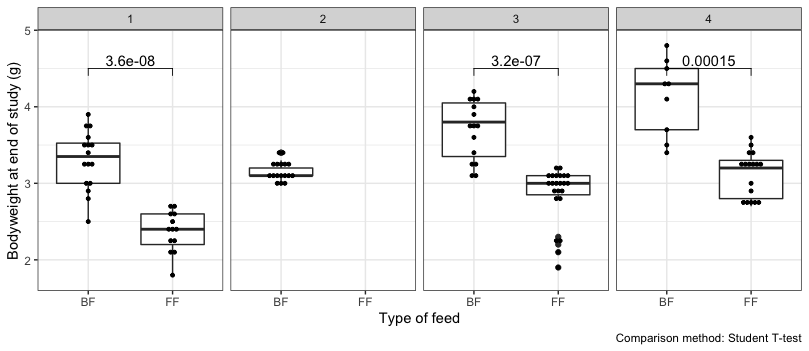 1 2 3 4
Bodyweight at end of study (g)
5
4
3
2
3.6e-08 3.2e-07 0.00015
BF FF BF FF BF FF BF FF
Type of feed
Comparison method: Student T-test